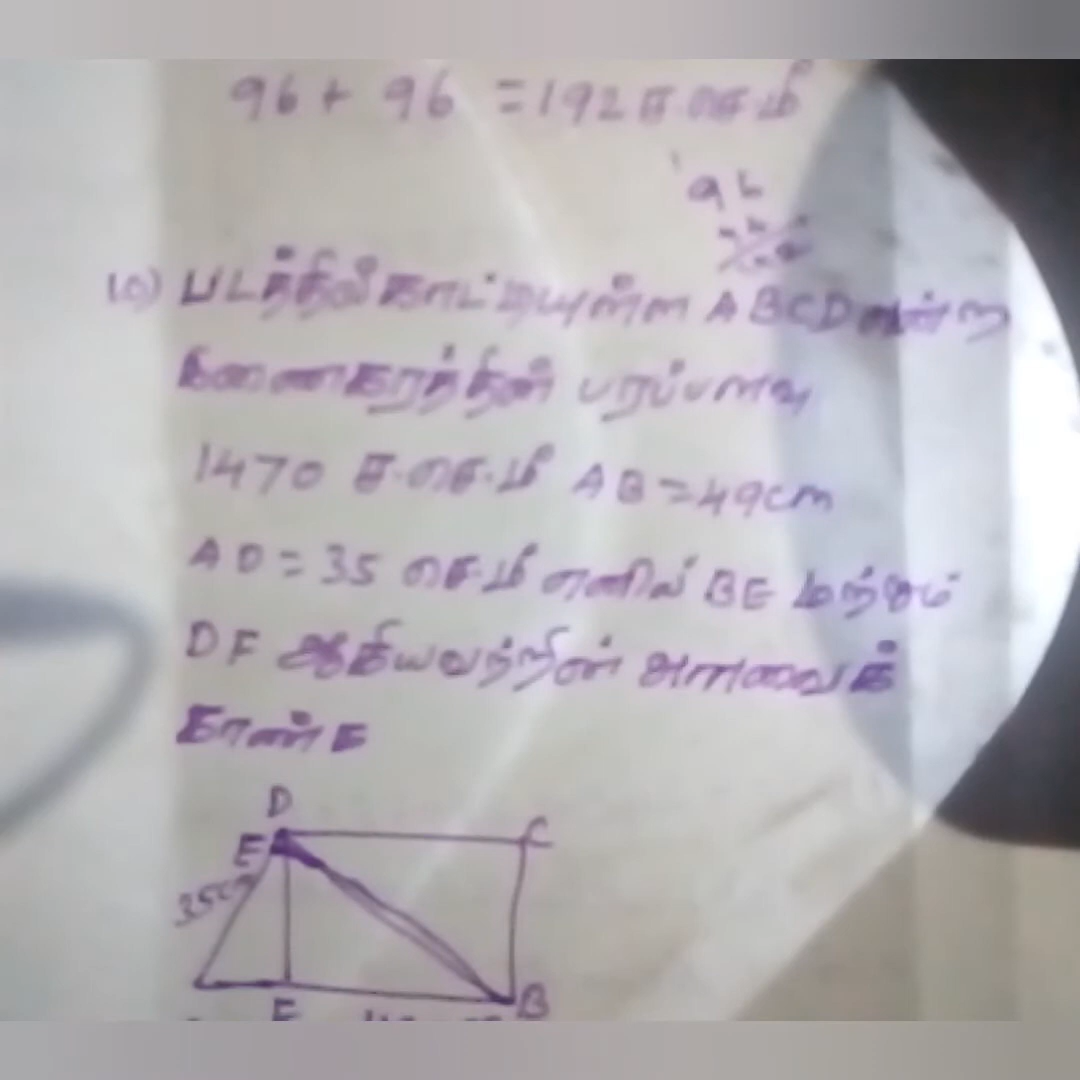 96 + 96 = 192 ச.செ.மீ
96
10) படத்தில் காட்டியுள்ள ABCD என்ற
இணைகரத்தின் பரப்பளவு
1470 ச.செ.மீ AB = 49cm
AD = 35 செ.மீ எனில் BE மற்றும்
DF ஆகியவற்றின் அளவைக்
காண்க
D
C
E
35cm
F
B